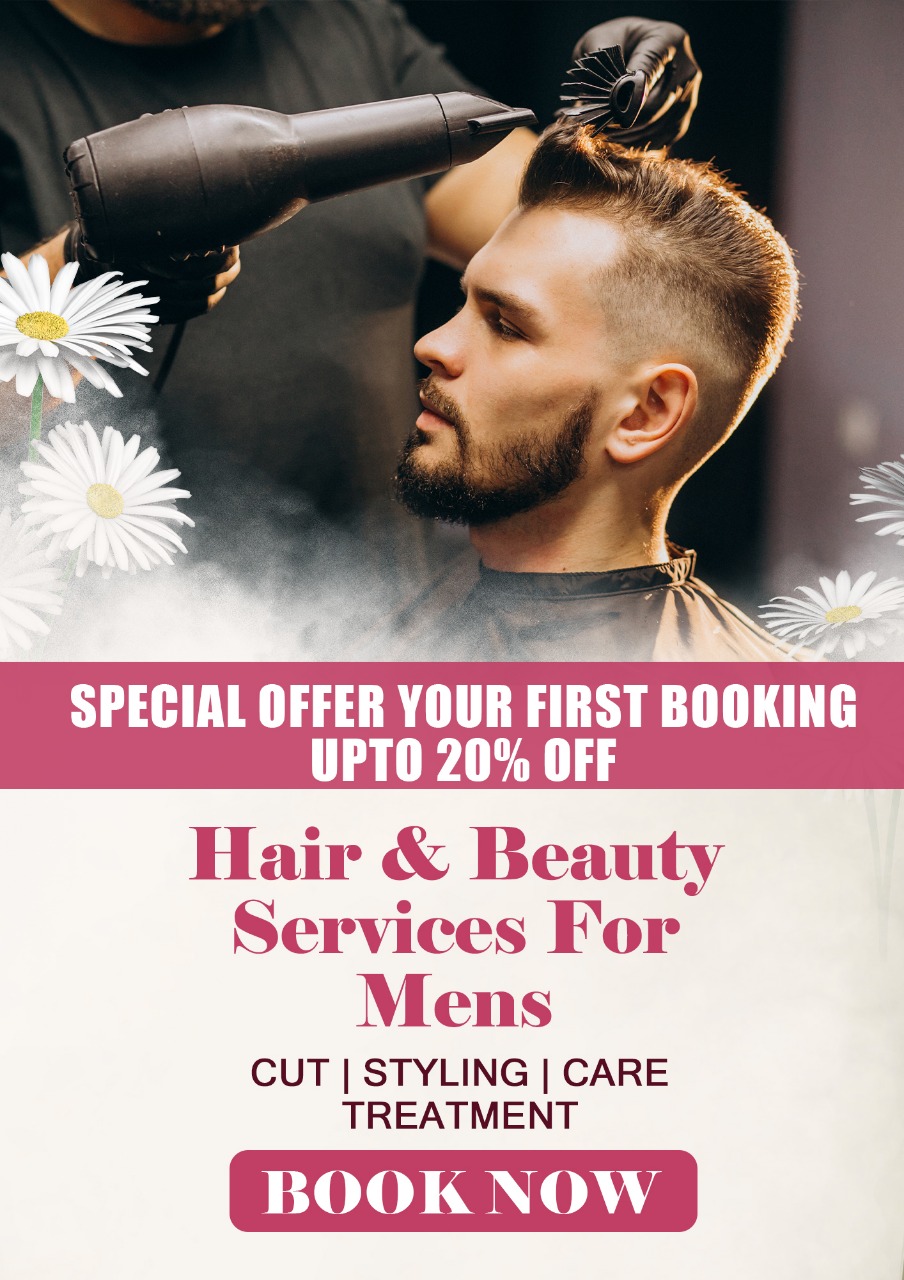 SPECIAL OFFER YOUR FIRST BOOKING
UPTO 20% OFF
Hair & Beauty
Services For
Mens
CUT | STYLING | CARE
TREATMENT
BOOK NOW